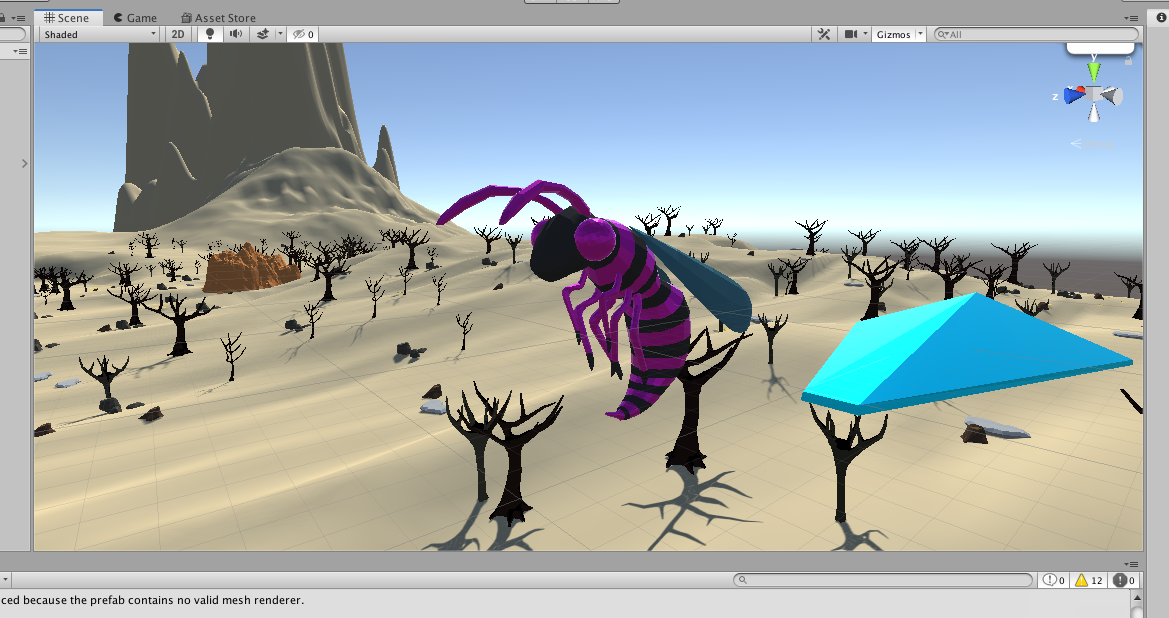 Scene Game Asset Store
Shaded 2D 0 Gizmos All
y
z
0 12 0
ced because the prefab contains no valid mesh renderer.